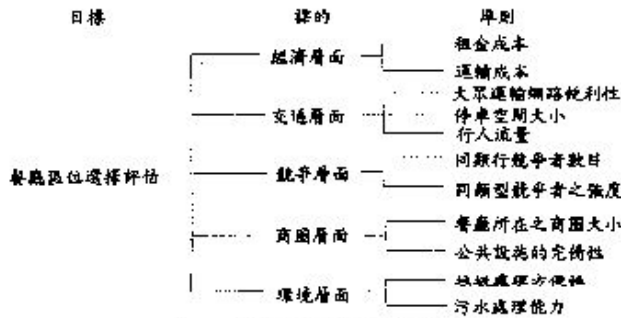 目標 標的 準則
經濟層面
租金成本
運輸成本
交通層面
大眾運輸網路便利性
停車空間大小
行人流量
餐廳區位選擇評估
競爭層面
同類行競爭者數目
同類型競爭者之強度
商圈層面
餐廳所在之商圈大小
公共設施的完備性
環境層面
垃圾處理方便性
污水處理能力